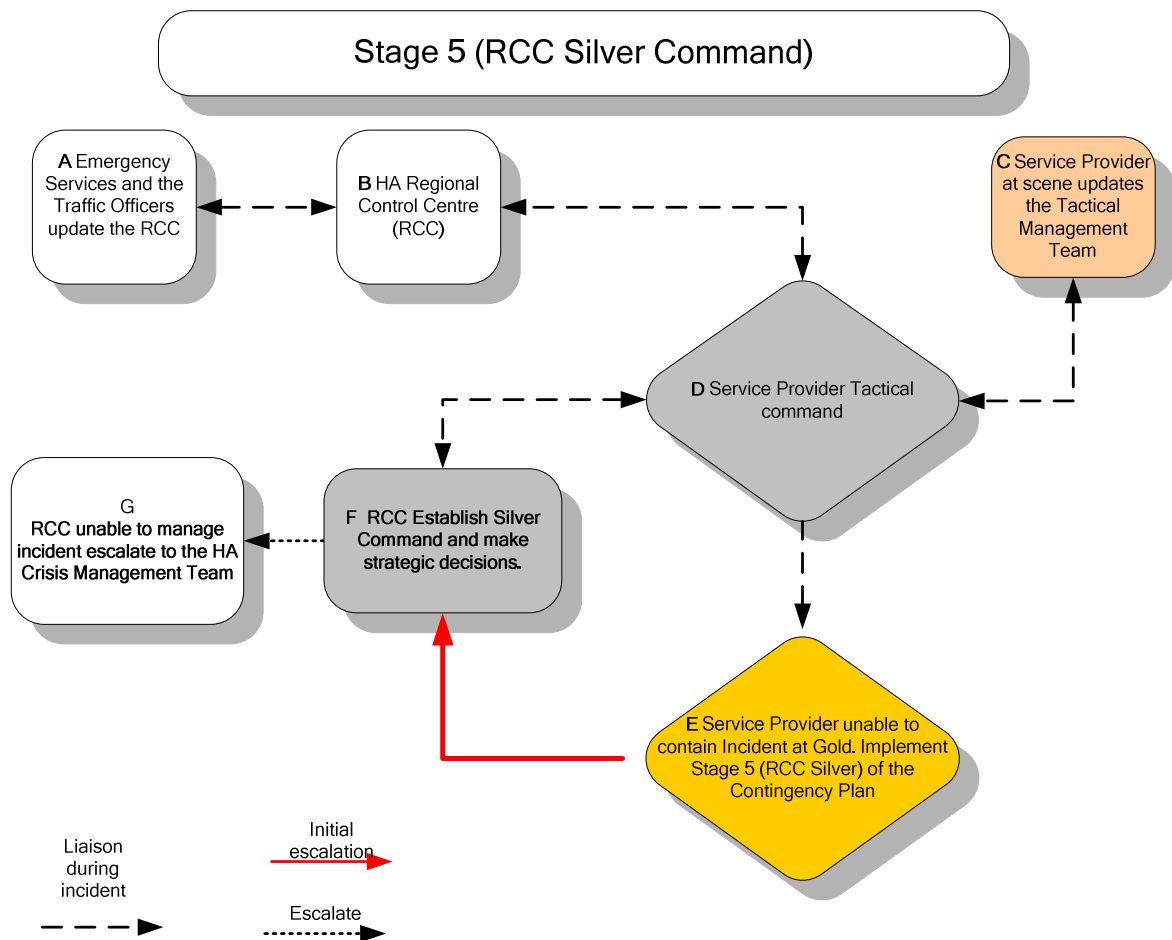 Stage 5 (RCC Silver Command)
A Emergency
Services and the
Traffic Officers
update the RCC
B HA Regional
Control Centre
(RCC)
C Service Provider
at scene updates
the Tactical
Management
Team
D Service Provider Tactical
command
G
RCC unable to manage
incident escalate to the HA
Crisis Management Team
F RCC Establish Silver
Command and make
strategic decisions.
E Service Provider unable to
contain Incident at Gold. Implement
Stage 5 (RCC Silver) of the
Contingency Plan
Liaison
during
incident
Initial
escalation
Escalate